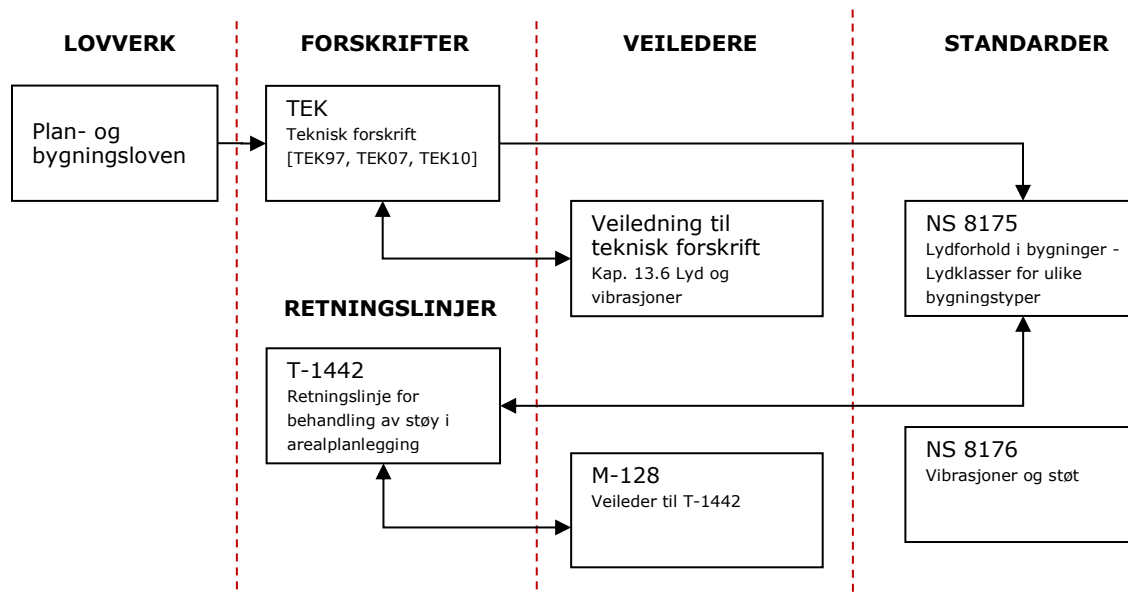 LOVVERK
FORSKRIFTER
VEILEDERE
STANDARDER
Plan- og
bygningsloven
TEK
Teknisk forskrift
[TEK97, TEK07, TEK10]
Veiledning til
teknisk forskrift
Kap. 13.6 Lyd og
vibrasjoner
NS 8175
Lydforhold i bygninger -
Lydklasser for ulike
bygningstyper
RETNINGSLINJER
T-1442
Retningslinje for
behandling av støy i
arealplanlegging
M-128
Veileder til T-1442
NS 8176
Vibrasjoner og støt